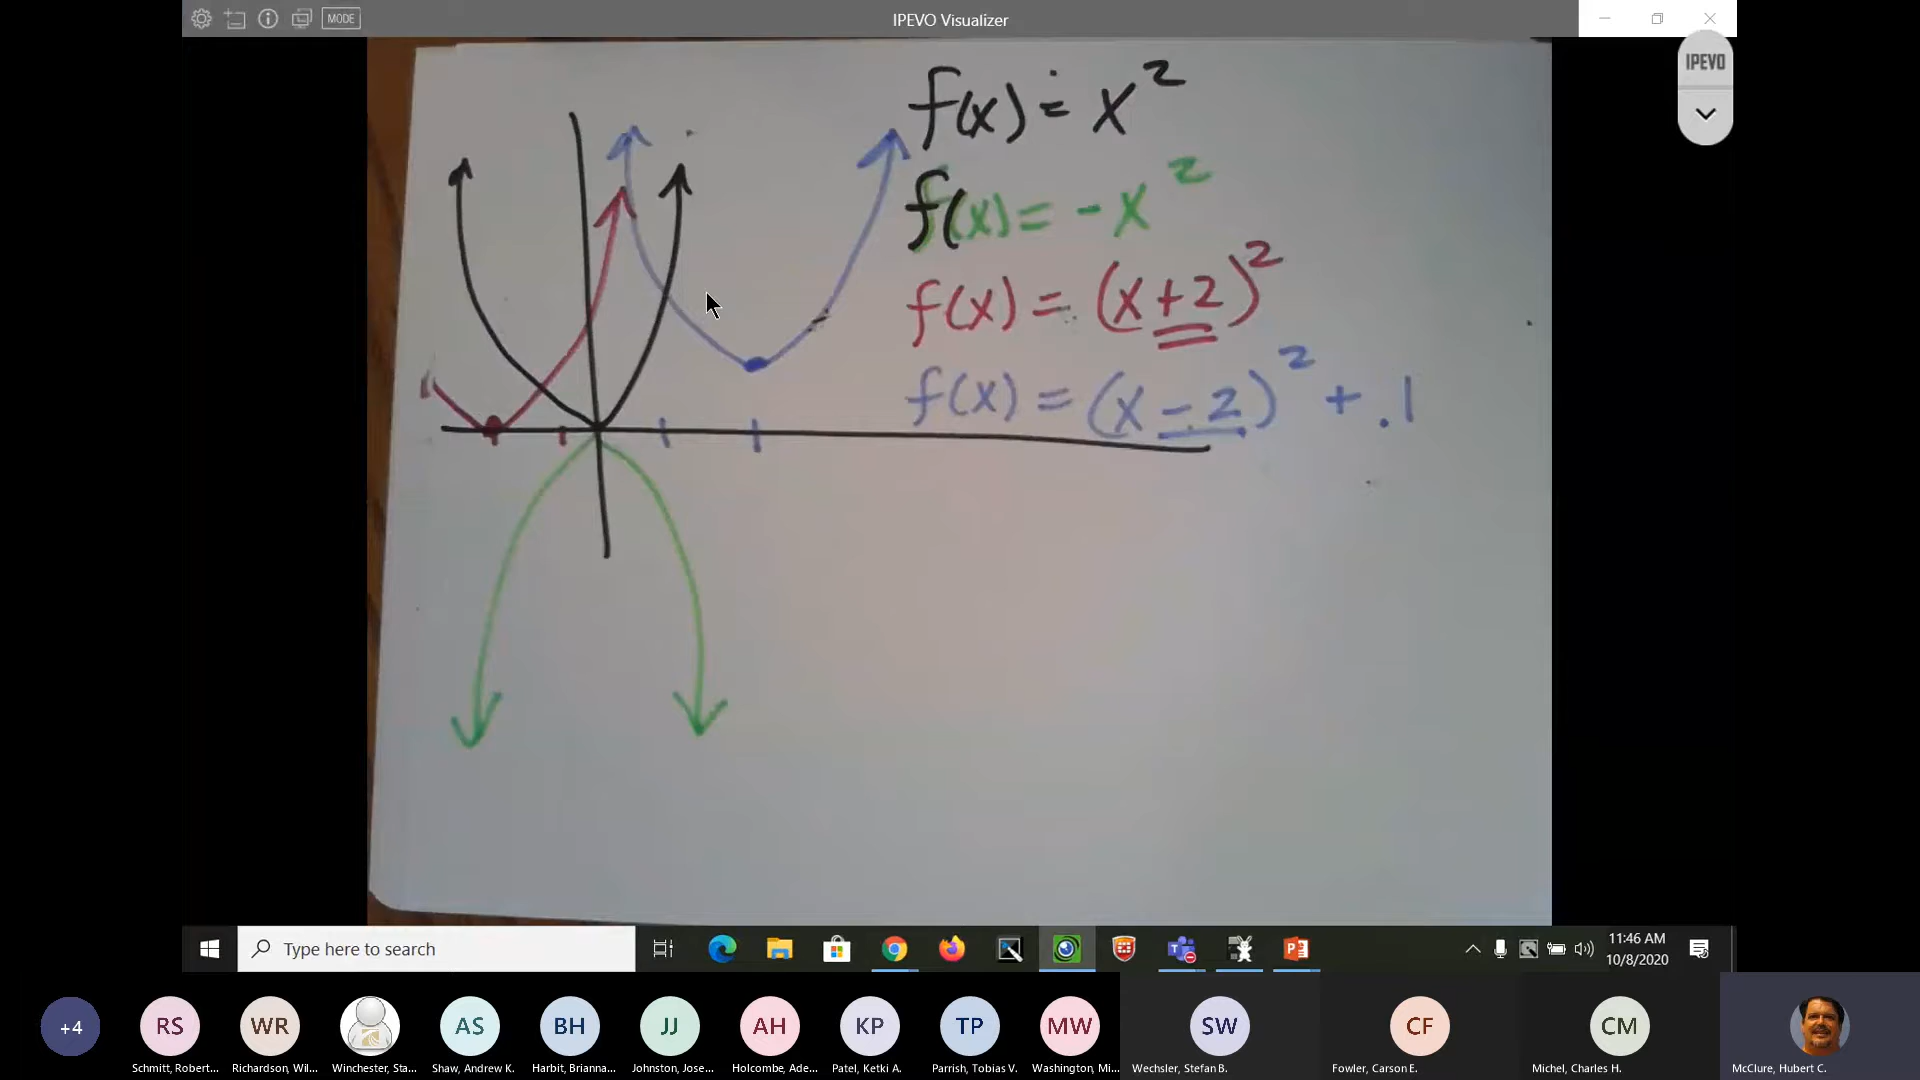 MODE
IPEVO Visualizer
IPEVO
f(x) = x²
f(x) = -x²
f(x) = (x+2)²
f(x) = (x-2)² + .1
Type here to search
11:46 AM
10/8/2020
+4
RS
WR
AS
BH
JJ
AH
KP
TP
MW
SW
CF
CM
Schmitt, Robert...
Richardson, Wil...
Winchester, Sta...
Shaw, Andrew K.
Harbit, Brianna...
Johnston, Jose...
Holcombe, Ade...
Patel, Ketki A.
Parrish, Tobias V.
Washington, Mi...
Wechsler, Stefan B.
Fowler, Carson E.
Michel, Charles H.
McClure, Hubert C.